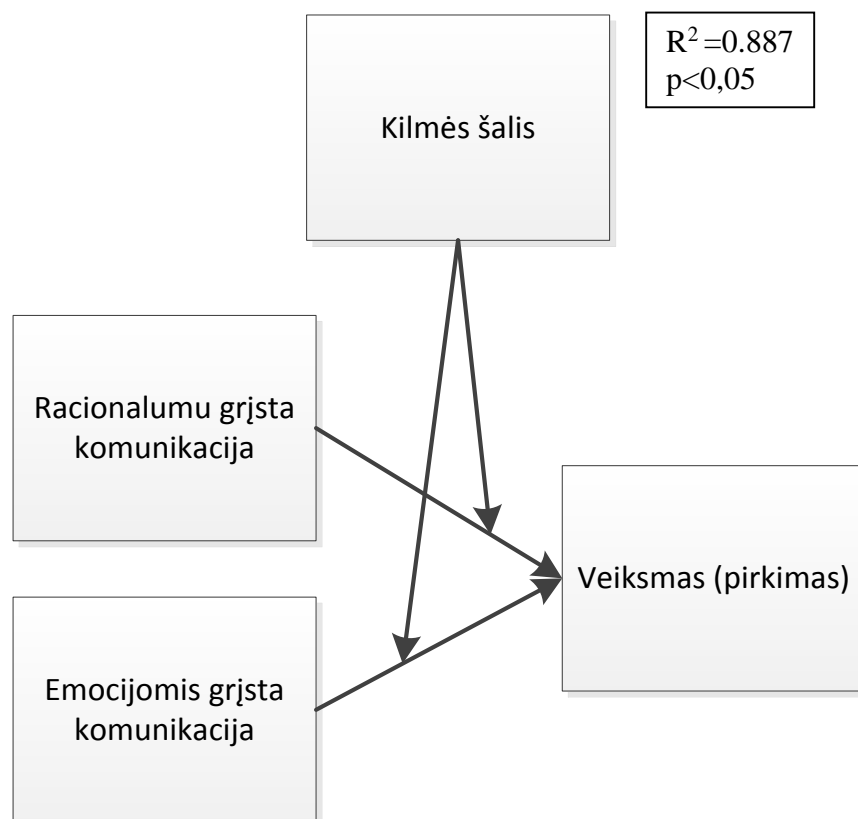 R² =0.887
p<0,05
Kilmės šalis
Racionalumu grįsta
komunikacija
Veiksmas (pirkimas)
Emocijomis grįsta
komunikacija